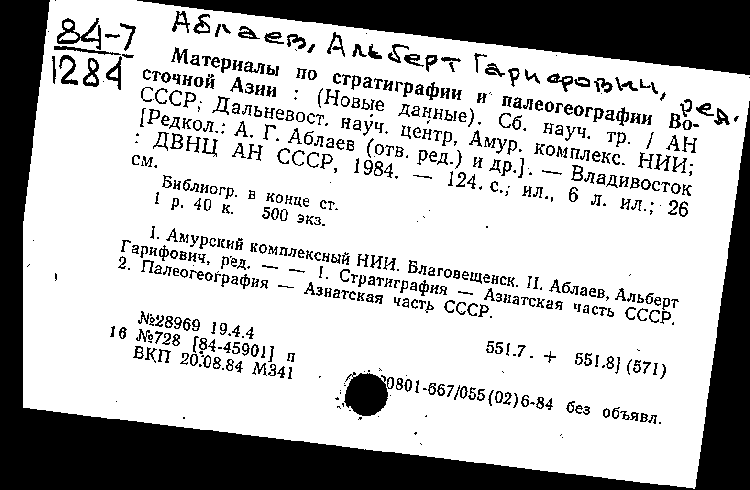 84-7
1284
Аблаев, Альберт Гарифович, ред.
Материалы по стратиграфии и палеогеографии Во-
сточной Азии : (Новые данные). Сб. науч. тр. / АН
СССР, Дальневост. науч. центр, Амур. комплекс. НИИ;
[Редкол.: А. Г. Аблаев (отв. ред.) и др.]. — Владивосток
: ДВНЦ АН СССР, 1984. — 124 с.; ил., 6 л. ил.; 26
см.
Библиогр. в конце ст.
1 р. 40 к. 500 экз.
I. Амурский комплексный НИИ. Благовещенск. II. Аблаев, Альберт
Гарифович, ред. — — 1. Стратиграфия — Азиатская часть СССР.
2. Палеогеография — Азиатская часть СССР.
551.7. + 551.8](571)
№28969 19.4.4
16 №728 [84-45901] п
ВКП 20.08.84 М341
20801-667/055(02)6-84 без объявл.